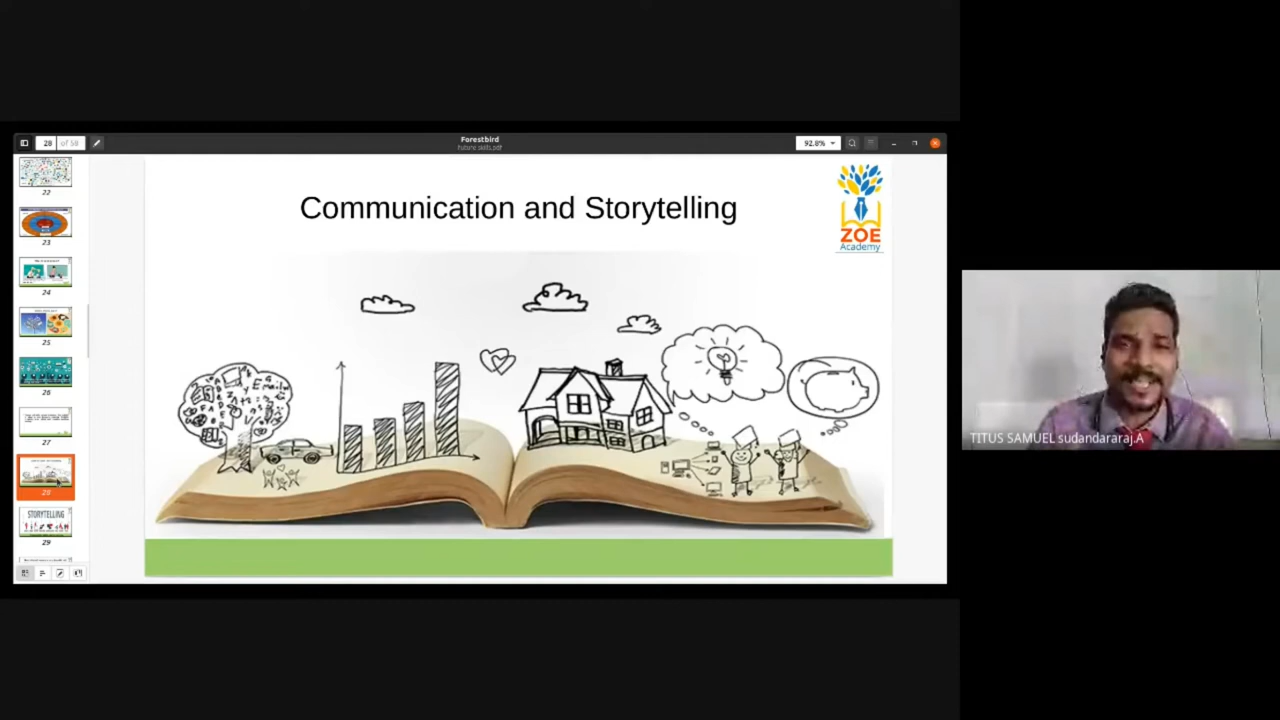 Forestbird
Future skills.pdf
28 of 58
92.8%
22
23
24
25
26
27
28
STORYTELLING
29
Communication and Storytelling
ZOE
Academy
TITUS SAMUEL sudandararaj.A